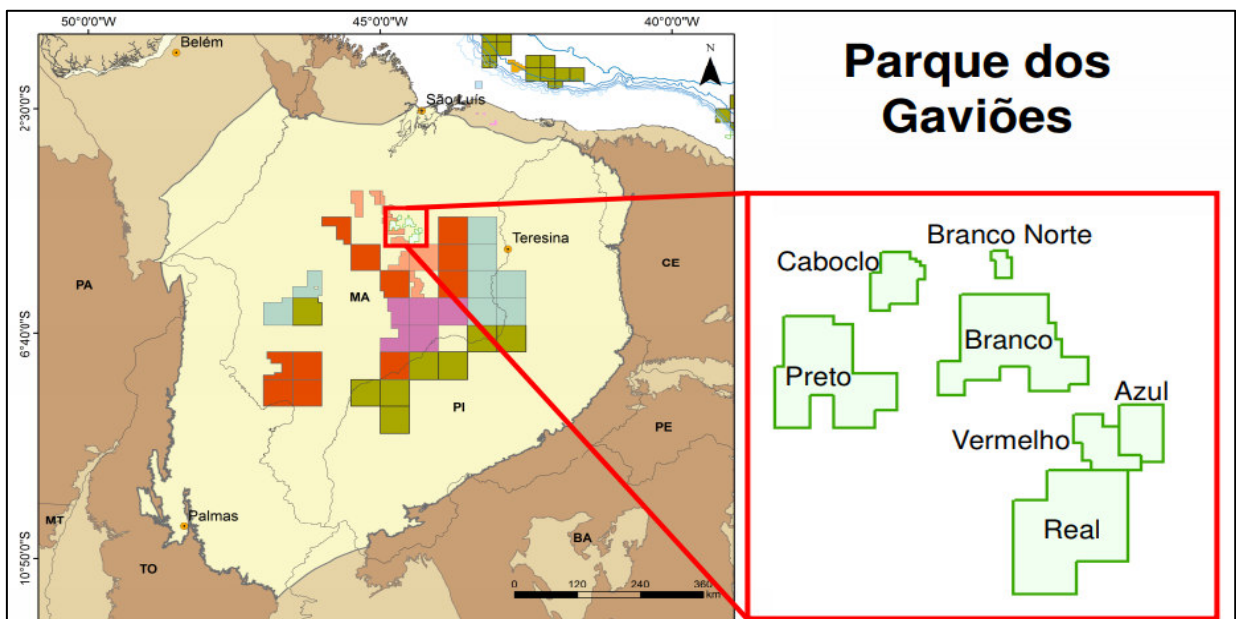 50°0'0"W
45°0'0"W
40°0'0"W
2°30'0"S
6°40'0"S
10°50'0"S
Belém
São Luís
N
Teresina
PA
MA
CE
PI
PE
MT
Palmas
TO
BA
0 120 240 360
km
Parque dos
Gaviões
Branco Norte
Caboclo
Branco
Preto
Azul
Vermelho
Real